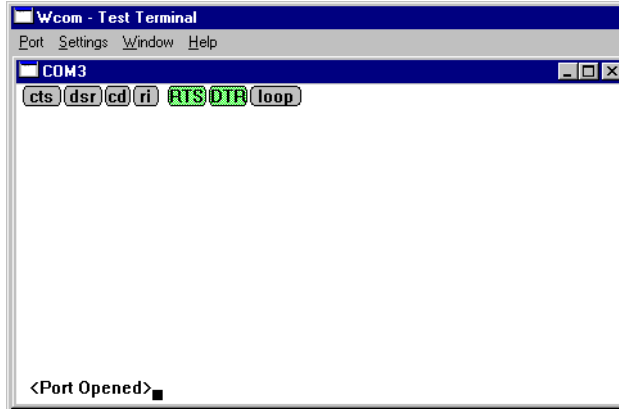 Wcom - Test Terminal
Port Settings Window Help
COM3
cts dsr cd ri RTS DTR loop
<Port Opened>